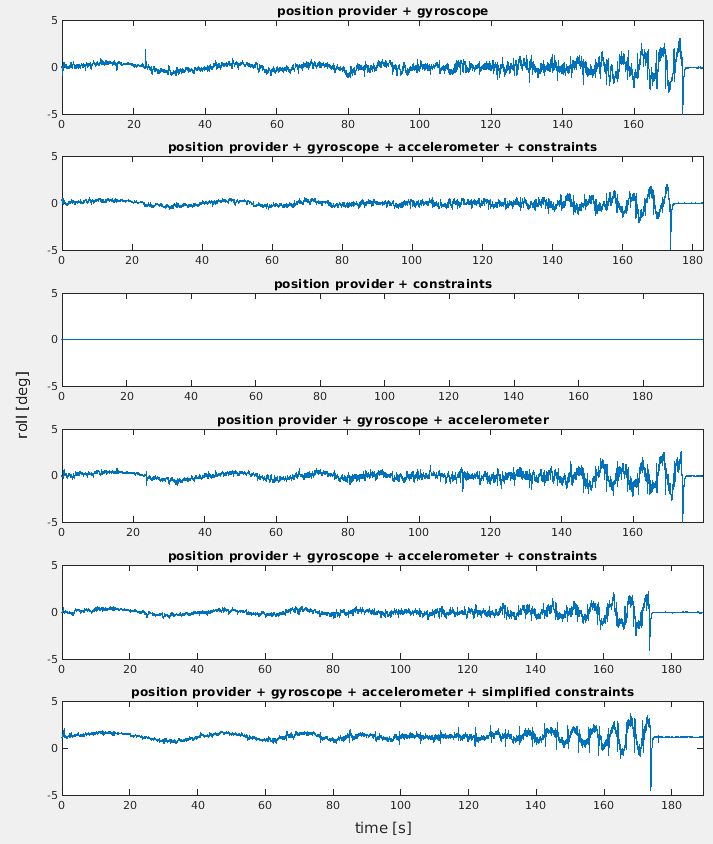 position provider + gyroscope
5
0
-5
0 20 40 60 80 100 120 140 160
position provider + gyroscope + accelerometer + constraints
5
0
-5
0 20 40 60 80 100 120 140 160 180
position provider + constraints
5
0
-5
0 20 40 60 80 100 120 140 160 180
position provider + gyroscope + accelerometer
5
0
-5
0 20 40 60 80 100 120 140 160
position provider + gyroscope + accelerometer + constraints
5
0
-5
0 20 40 60 80 100 120 140 160 180
position provider + gyroscope + accelerometer + simplified constraints
5
0
-5
0 20 40 60 80 100 120 140 160 180
roll [deg]
time [s]